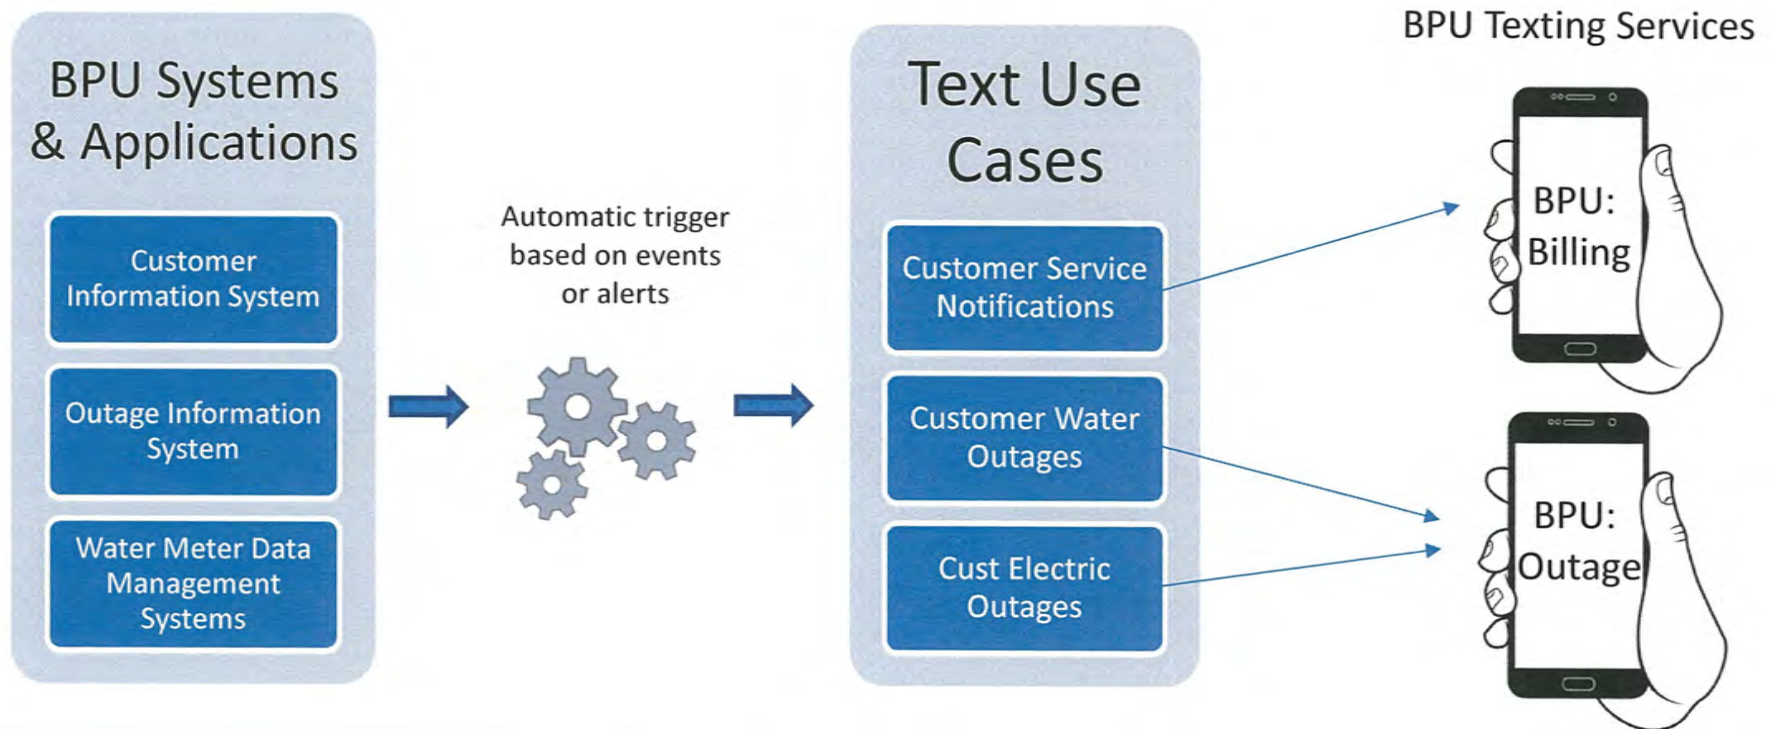 BPU Systems
& Applications
Customer
Information System
Outage Information
System
Water Meter Data
Management
Systems
Automatic trigger
based on events
or alerts
Text Use
Cases
Customer Service
Notifications
Customer Water
Outages
Cust Electric
Outages
BPU Texting Services
BPU:
Billing
BPU:
Outage